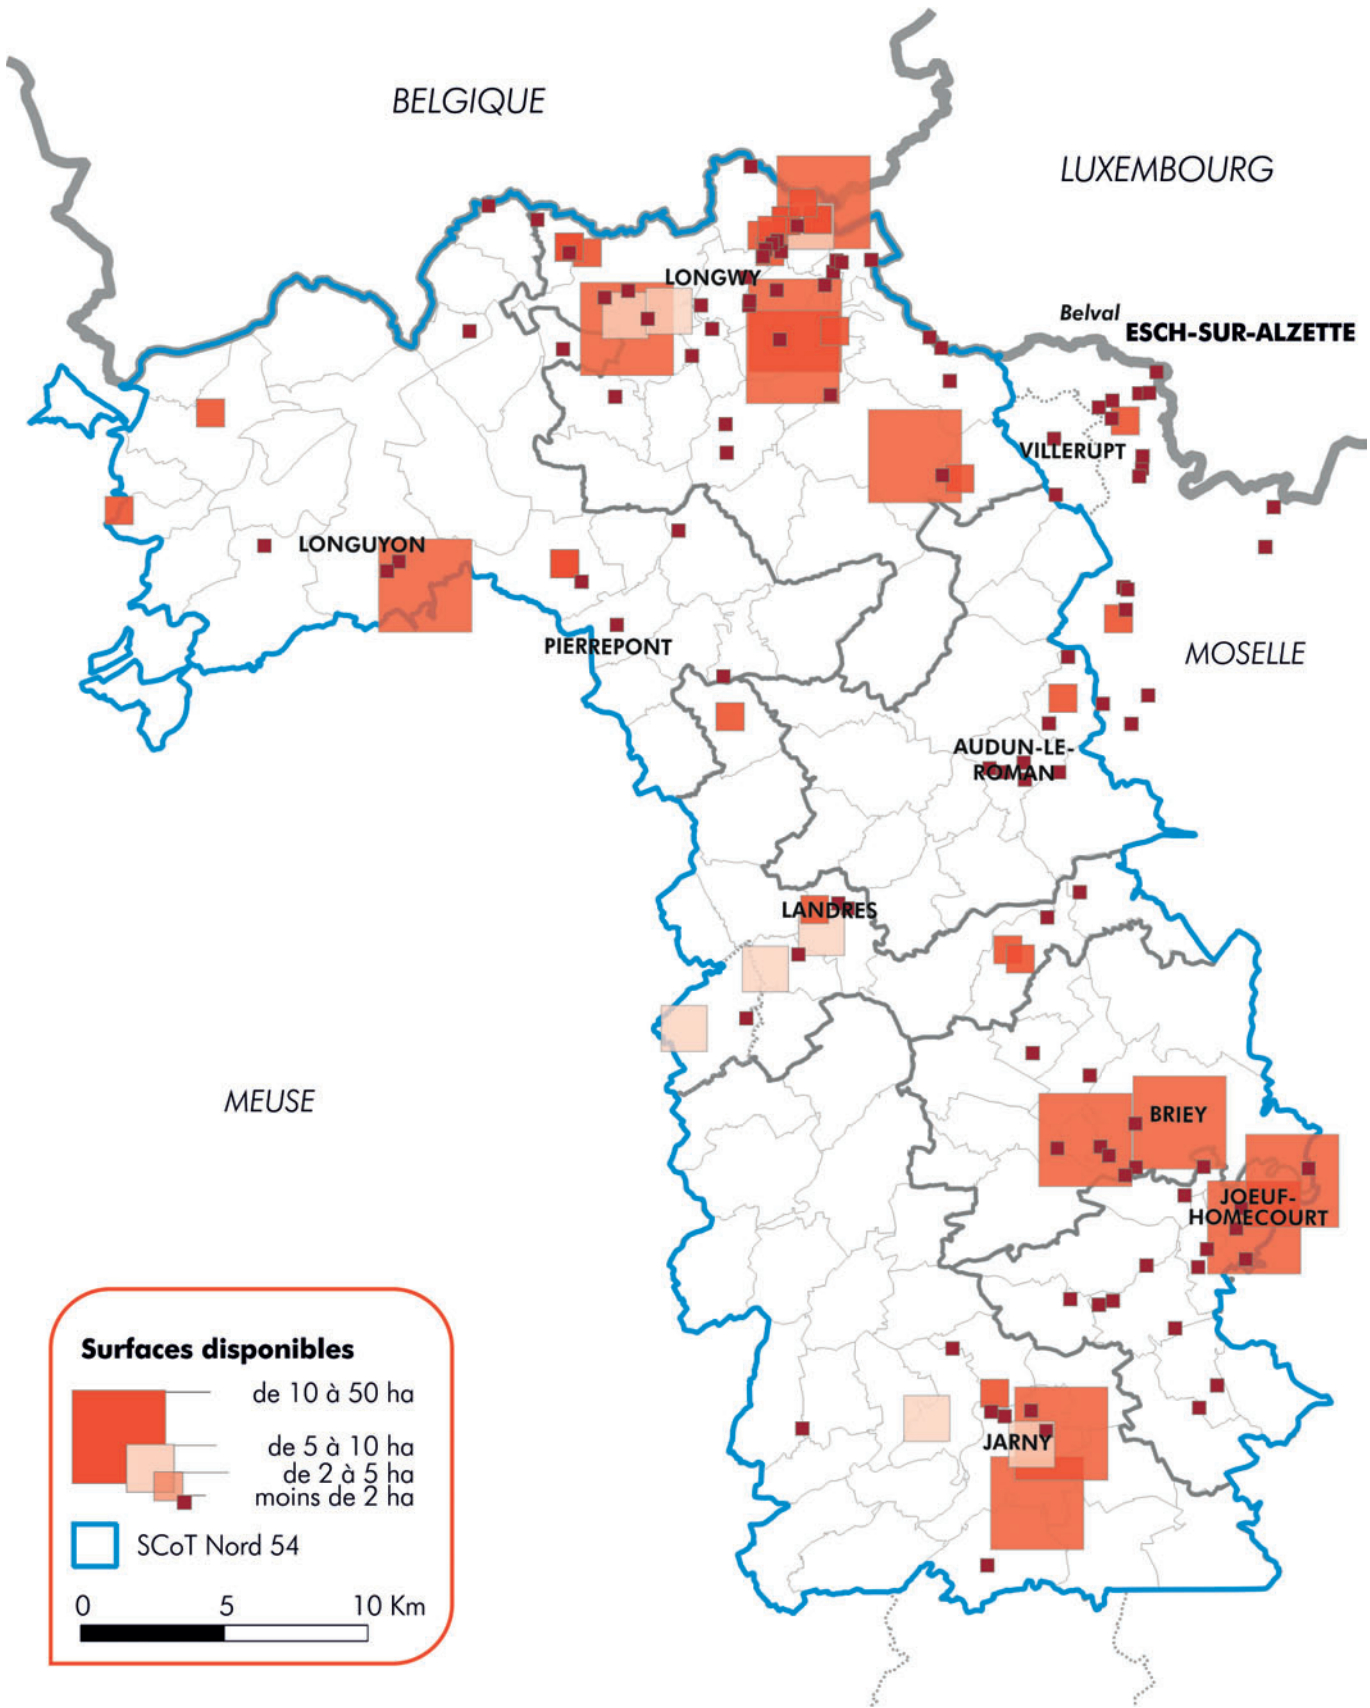 BELGIQUE
LUXEMBOURG
LONGWY
Belval
ESCH-SUR-ALZETTE
VILLERUPT
LONGUYON
PIERREPONT
MOSELLE
AUDUN-LE-
ROMAN
LANDRES
MEUSE
BRIEY
JOEUF-
HOMECOURT
JARNY
Surfaces disponibles
de 10 à 50 ha
de 5 à 10 ha
de 2 à 5 ha
moins de 2 ha
SCoT Nord 54
0 5 10 Km